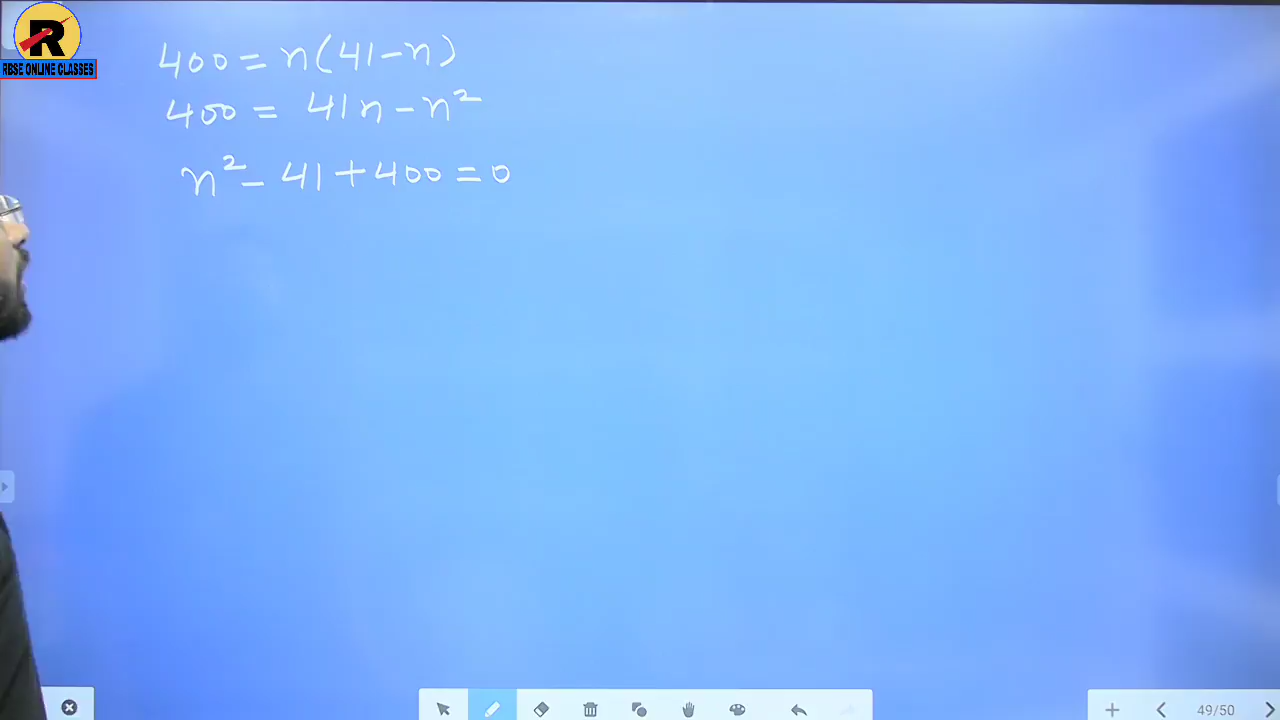 R
RBSE ONLINE CLASSES
400 = n(41-n)
400 = 41n-n²
n² - 41 + 400 = 0
49/50